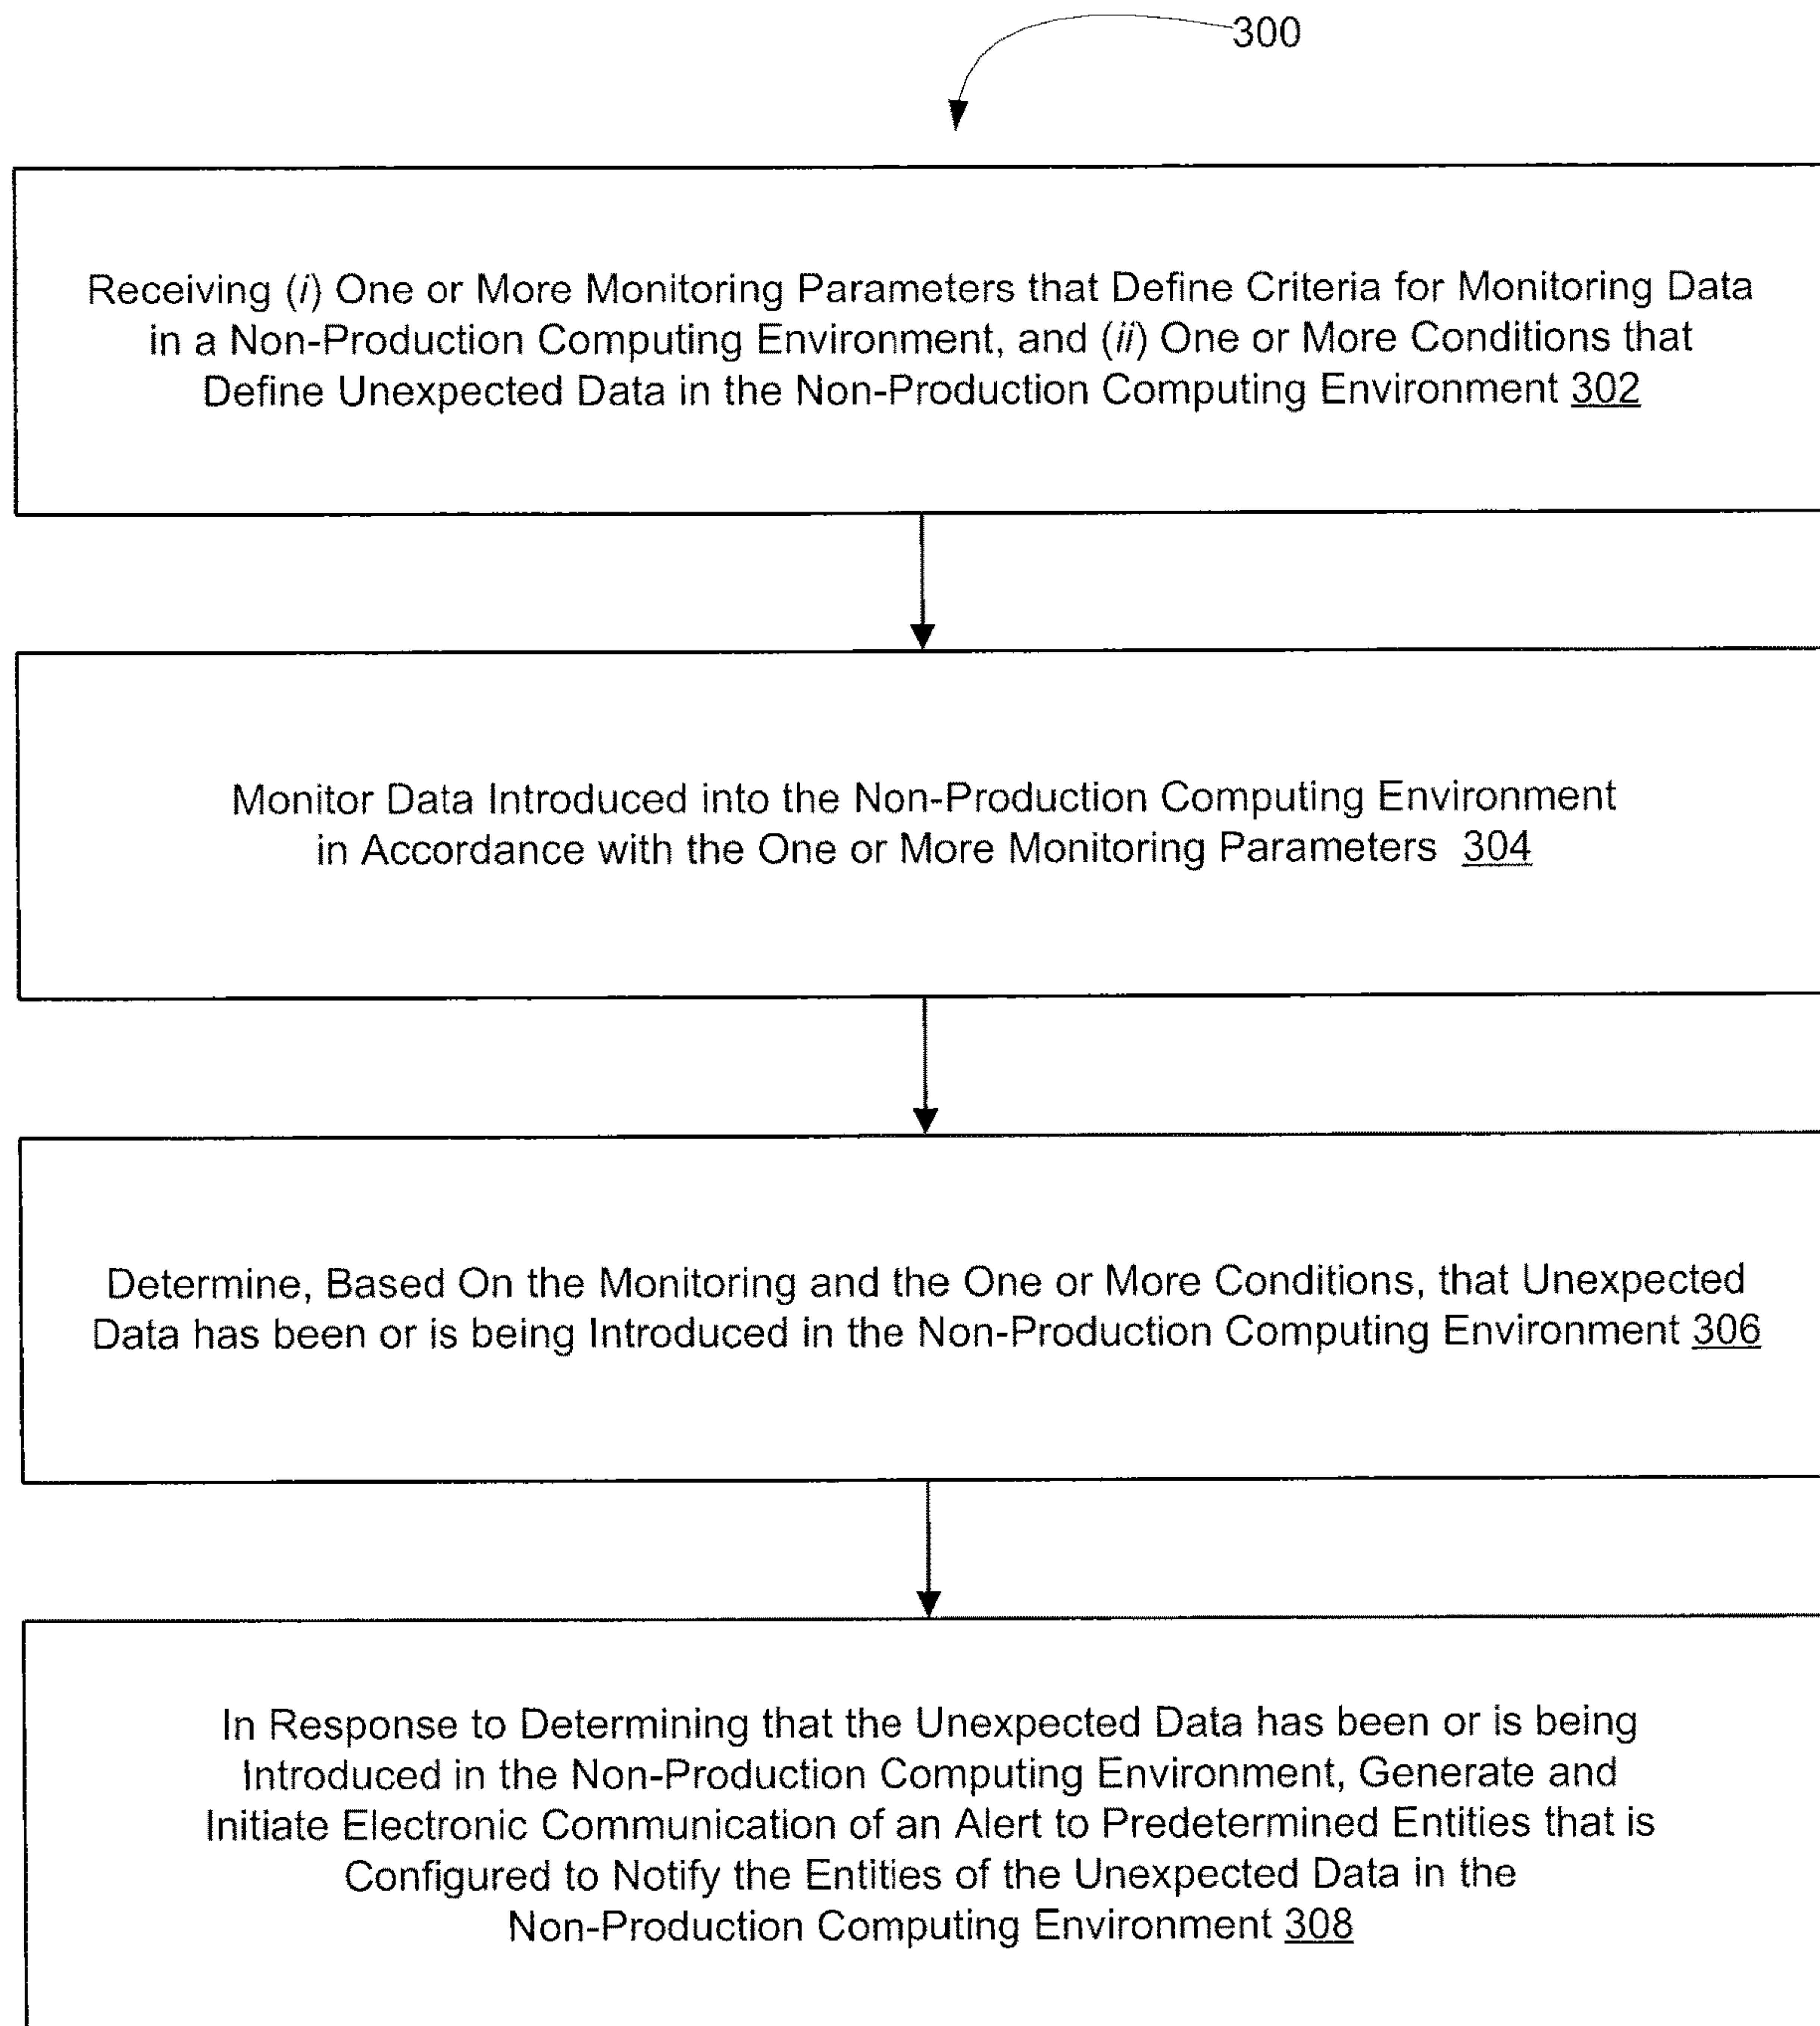 300
Receiving (i) One or More Monitoring Parameters that Define Criteria for Monitoring Data
in a Non-Production Computing Environment, and (ii) One or More Conditions that
Define Unexpected Data in the Non-Production Computing Environment 302
Monitor Data Introduced into the Non-Production Computing Environment
in Accordance with the One or More Monitoring Parameters 304
Determine, Based On the Monitoring and the One or More Conditions, that Unexpected
Data has been or is being Introduced in the Non-Production Computing Environment 306
In Response to Determining that the Unexpected Data has been or is being
Introduced in the Non-Production Computing Environment, Generate and
Initiate Electronic Communication of an Alert to Predetermined Entities that is
Configured to Notify the Entities of the Unexpected Data in the
Non-Production Computing Environment 308